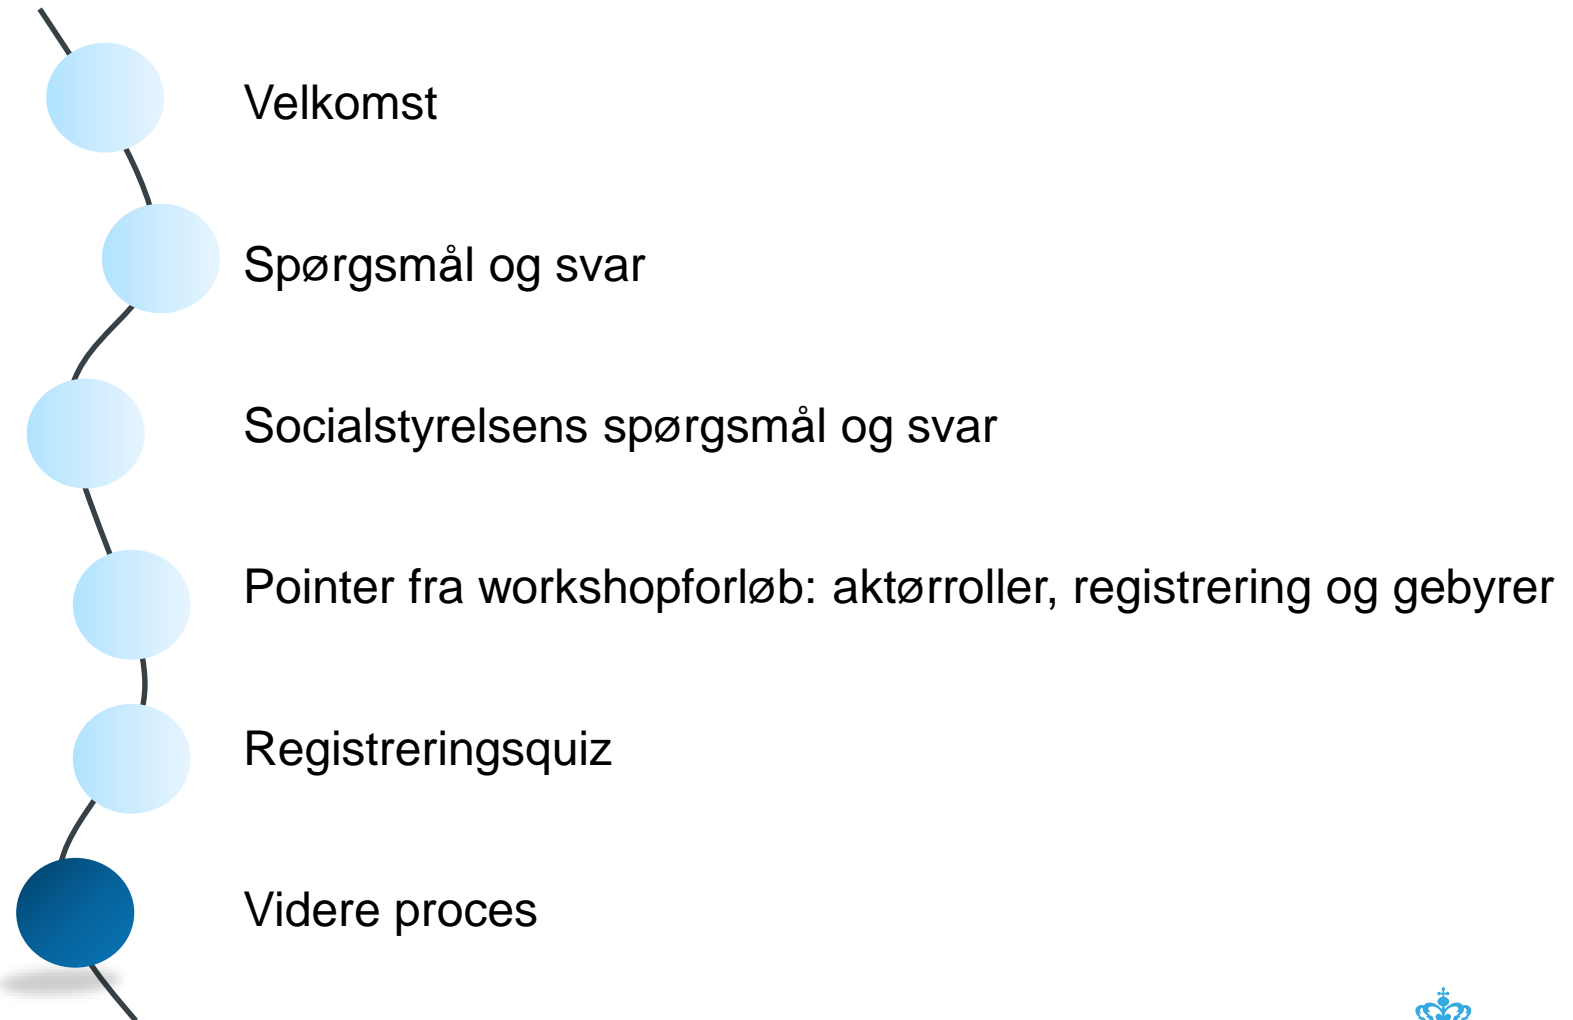 Velkomst
Spørgsmål og svar
Socialstyrelsens spørgsmål og svar
Pointer fra workshopforløb: aktørroller, registrering og gebyrer
Registreringsquiz
Videre proces